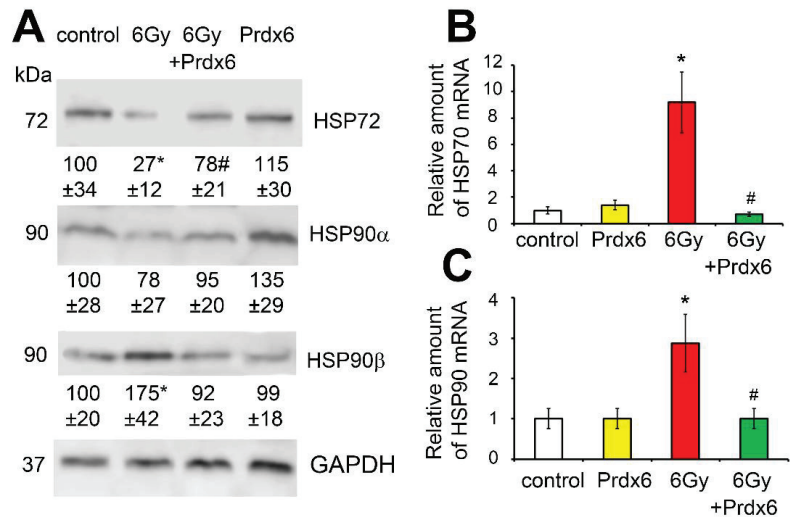 A
control 6Gy 6Gy Prdx6
+Prdx6
kDa
72 HSP72
100 27* 78# 115
±34 ±12 ±21 ±30
90 HSP90α
100 78 95 135
±28 ±27 ±20 ±29
90 HSP90β
100 175* 92 99
±20 ±42 ±23 ±18
37 GAPDH
B
Relative amount
of HSP70 mRNA
12
10
8
6
4
2
0
*
#
control Prdx6 6Gy 6Gy
+Prdx6
C
Relative amount
of HSP90 mRNA
4
3
2
1
0
*
#
control Prdx6 6Gy 6Gy
+Prdx6